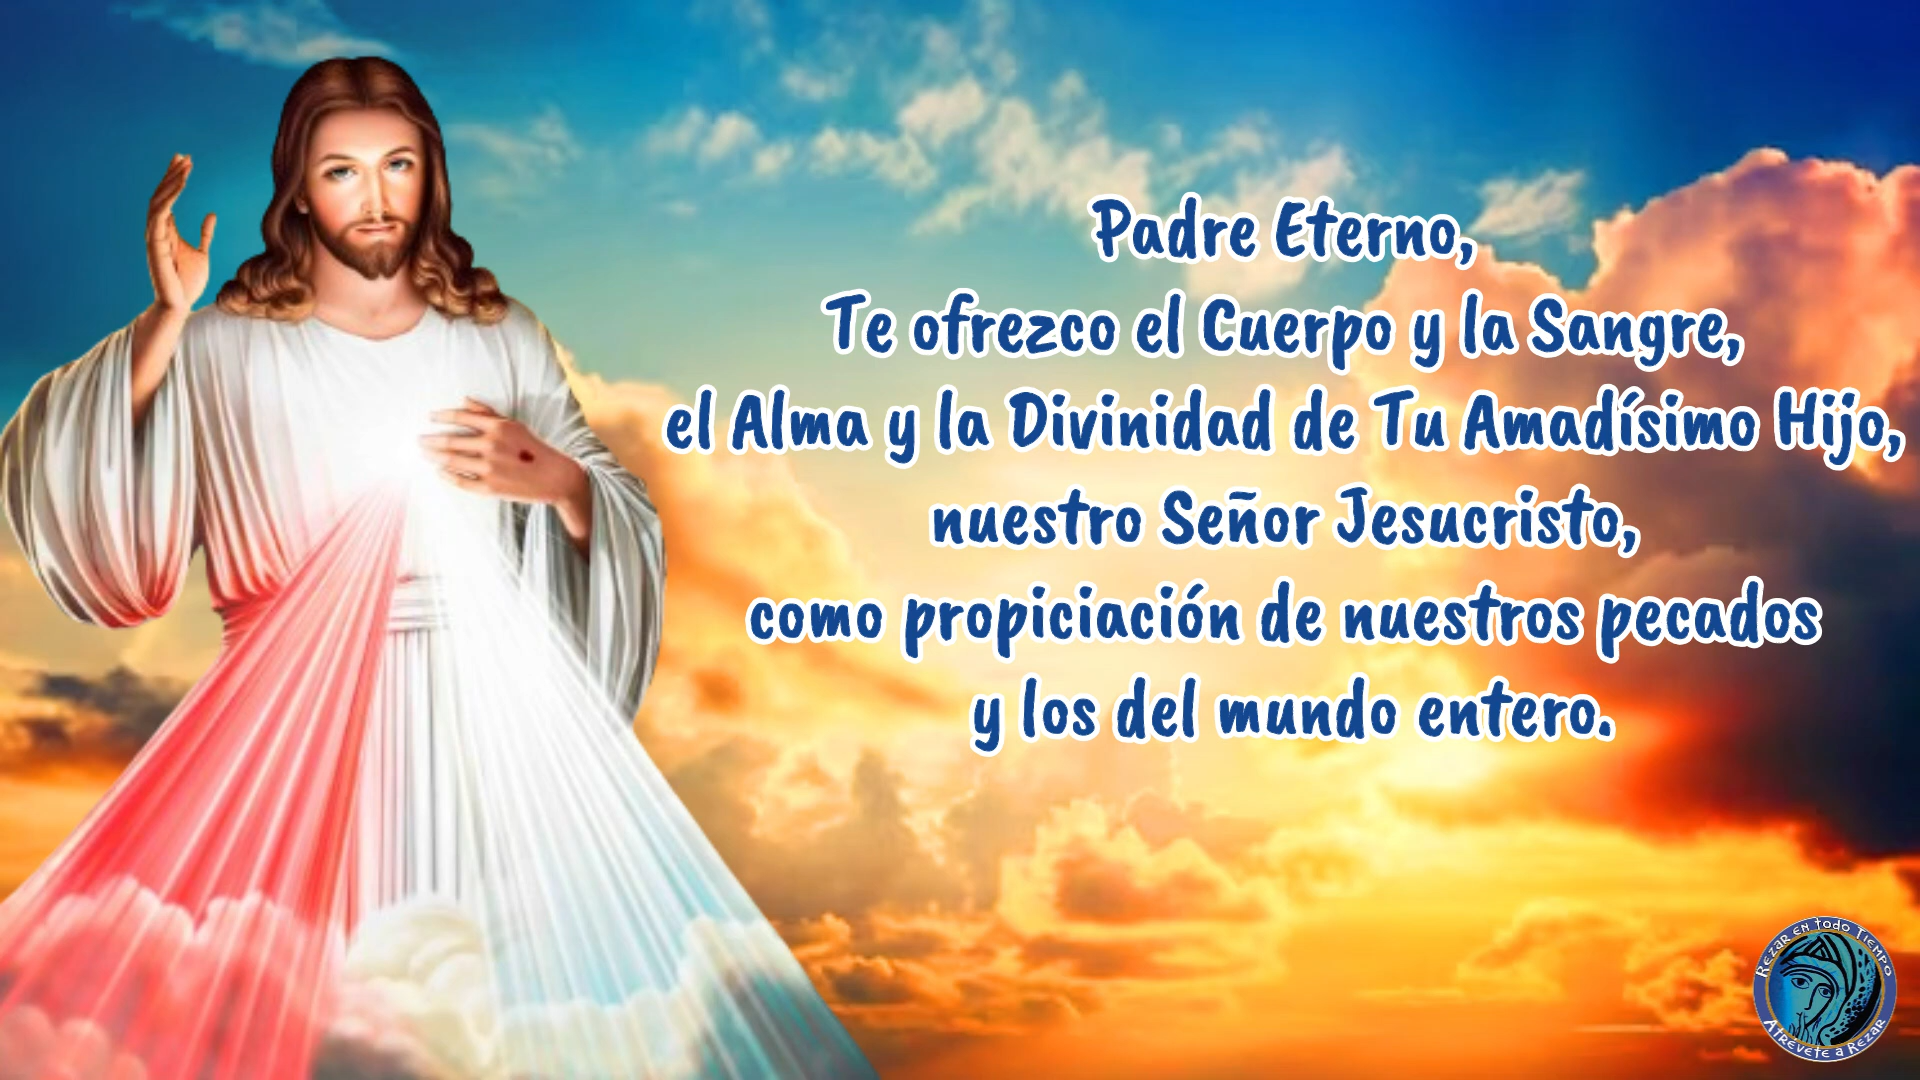 Padre Eterno,
Te ofrezco el Cuerpo y la Sangre,
el Alma y la Divinidad de Tu Amadísimo Hijo,
nuestro Señor Jesucristo,
como propiciación de nuestros pecados
y los del mundo entero.
Rezar en todo Tiempo
Atrévete a Rezar